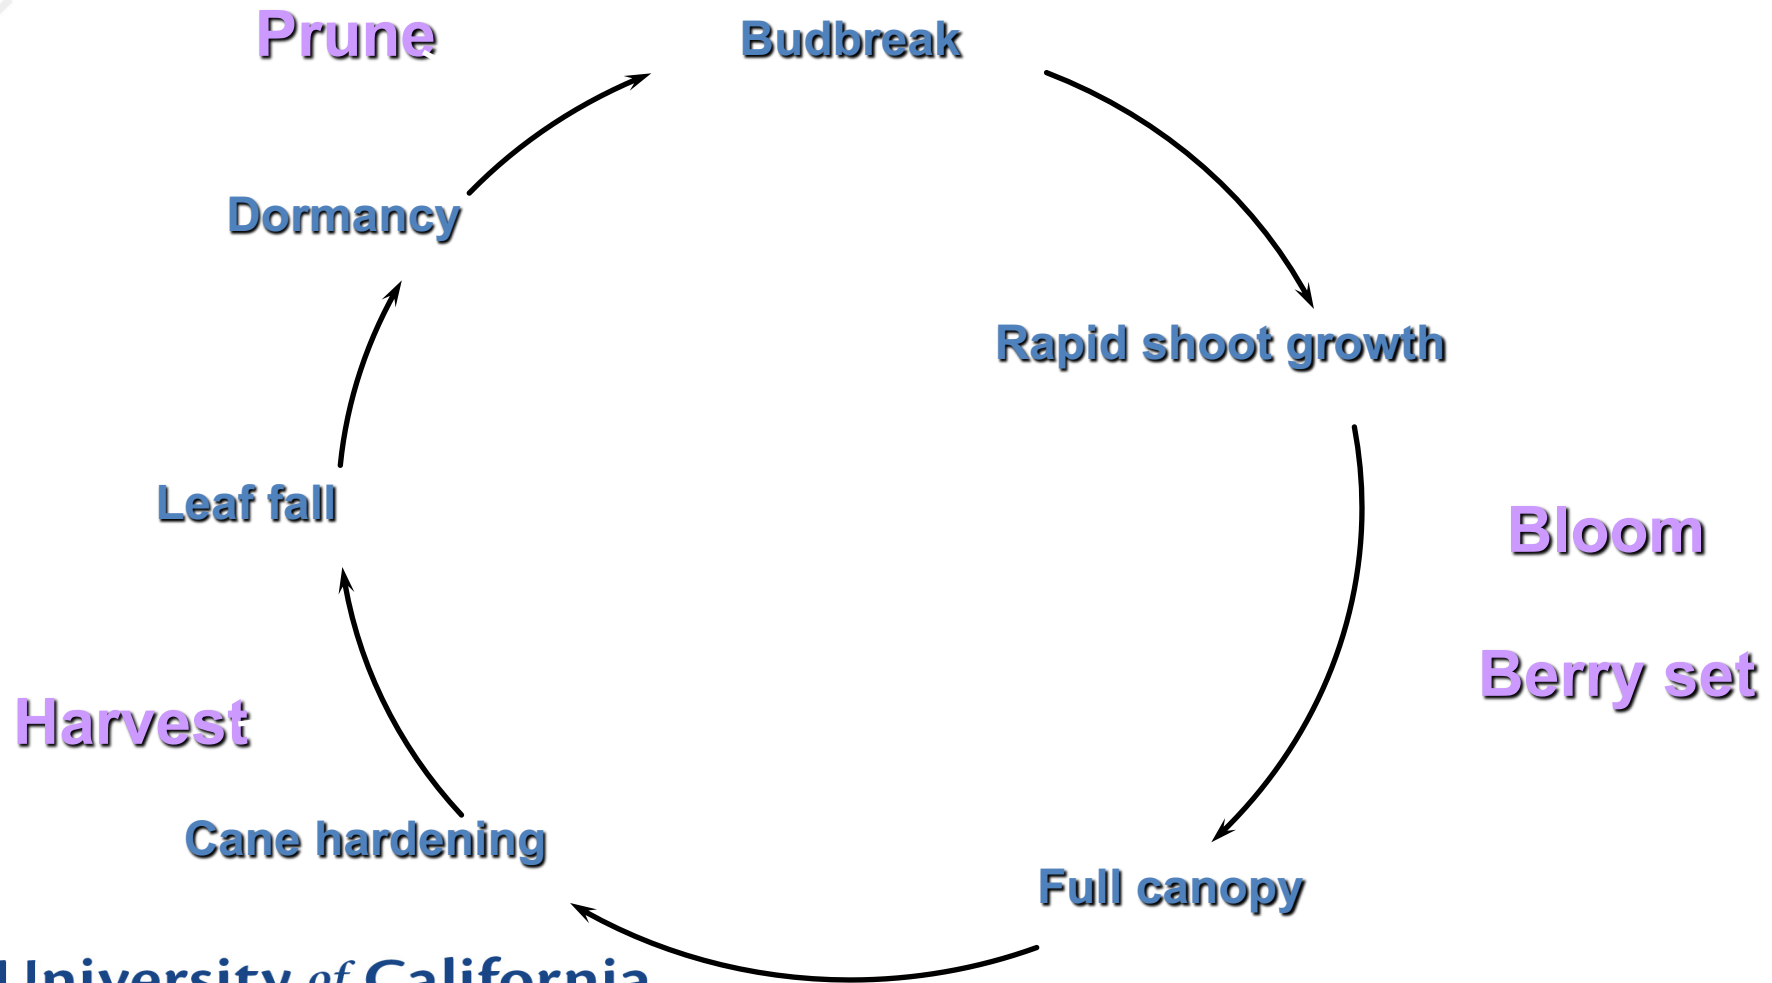 Prune
Budbreak
Dormancy
Rapid shoot growth
Leaf fall
Bloom
Berry set
Harvest
Cane hardening
Full canopy
University of California